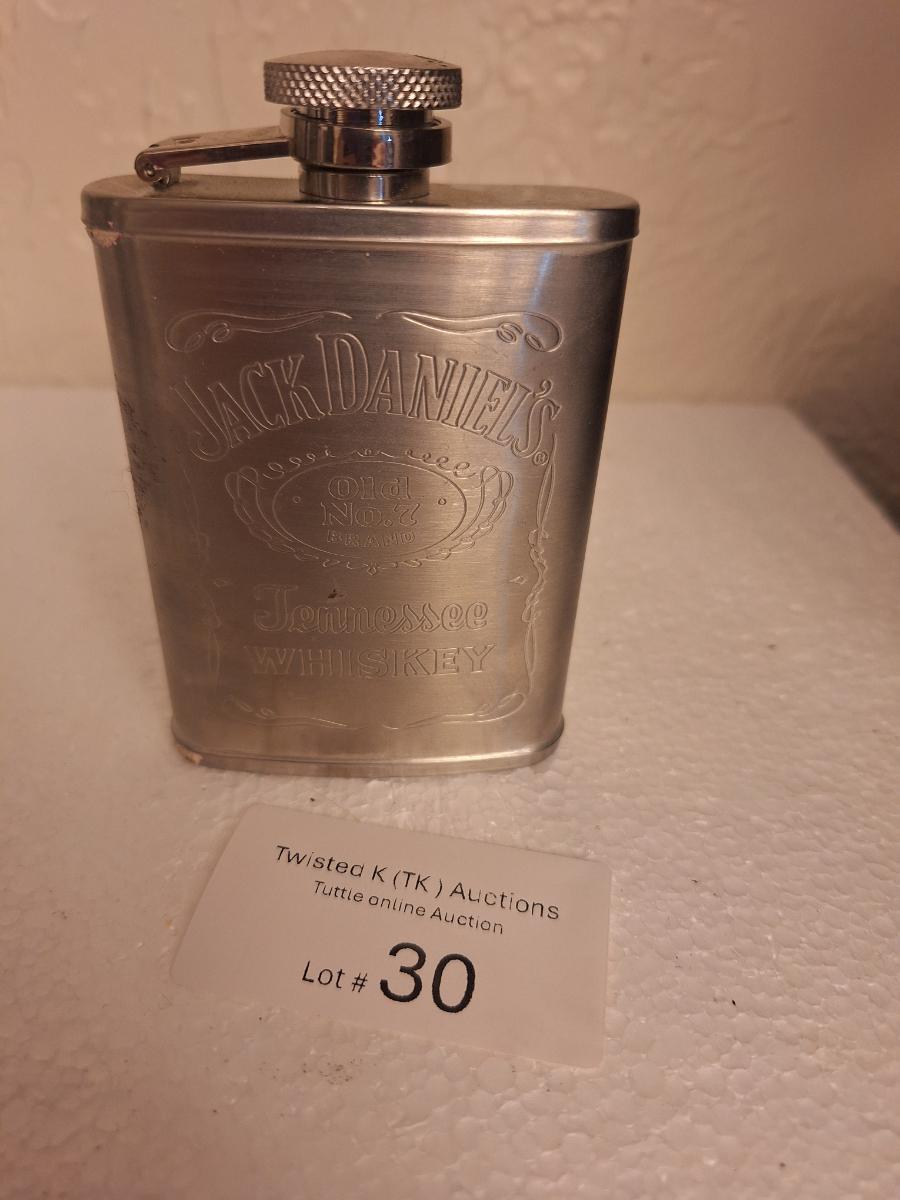 JACK DANIEL'S®
Old
No.7
BRAND
Tennessee
WHISKEY
Twisted K (TK ) Auctions
Tuttle online Auction
Lot # 30